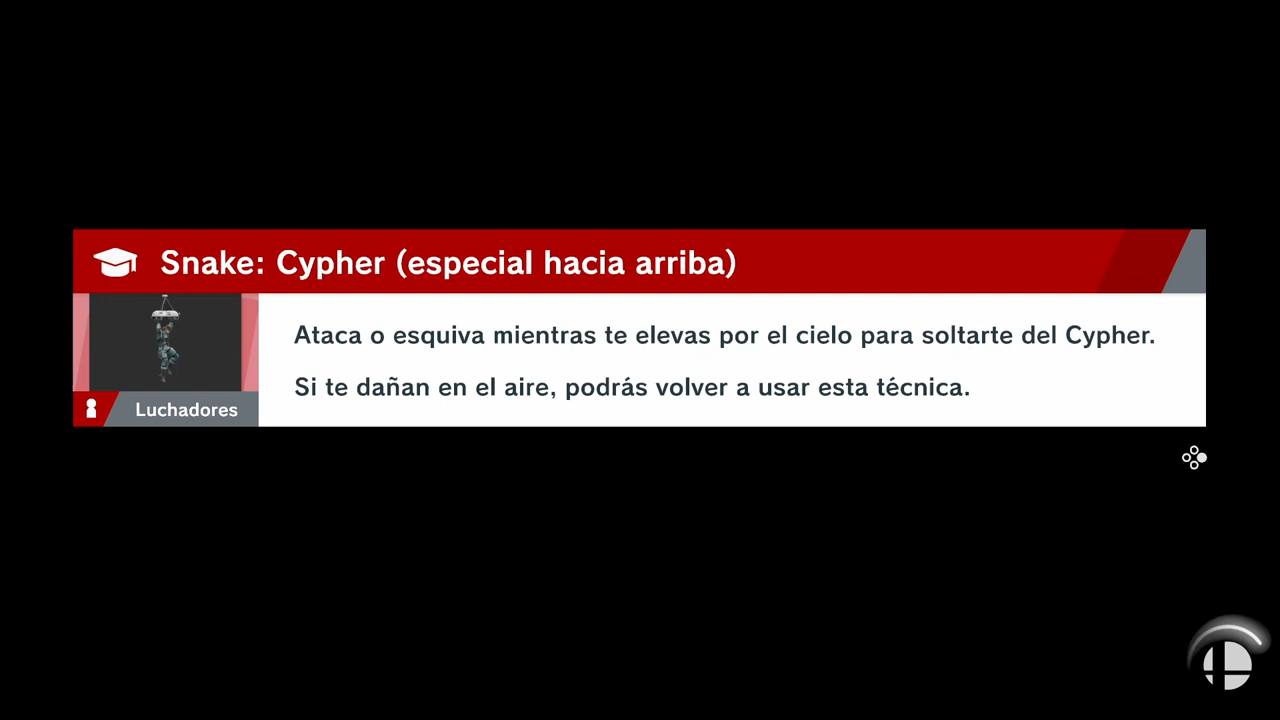 Snake: Cypher (especial hacia arriba)
Ataca o esquiva mientras te elevas por el cielo para soltarte del Cypher.
Si te dañan en el aire, podrás volver a usar esta técnica.
Luchadores